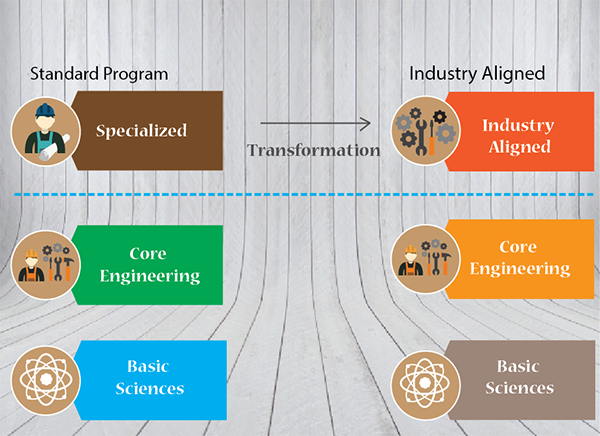 Standard Program
Industry Aligned
Specialized
Transformation
Industry
Aligned
Core
Engineering
Core
Engineering
Basic
Sciences
Basic
Sciences